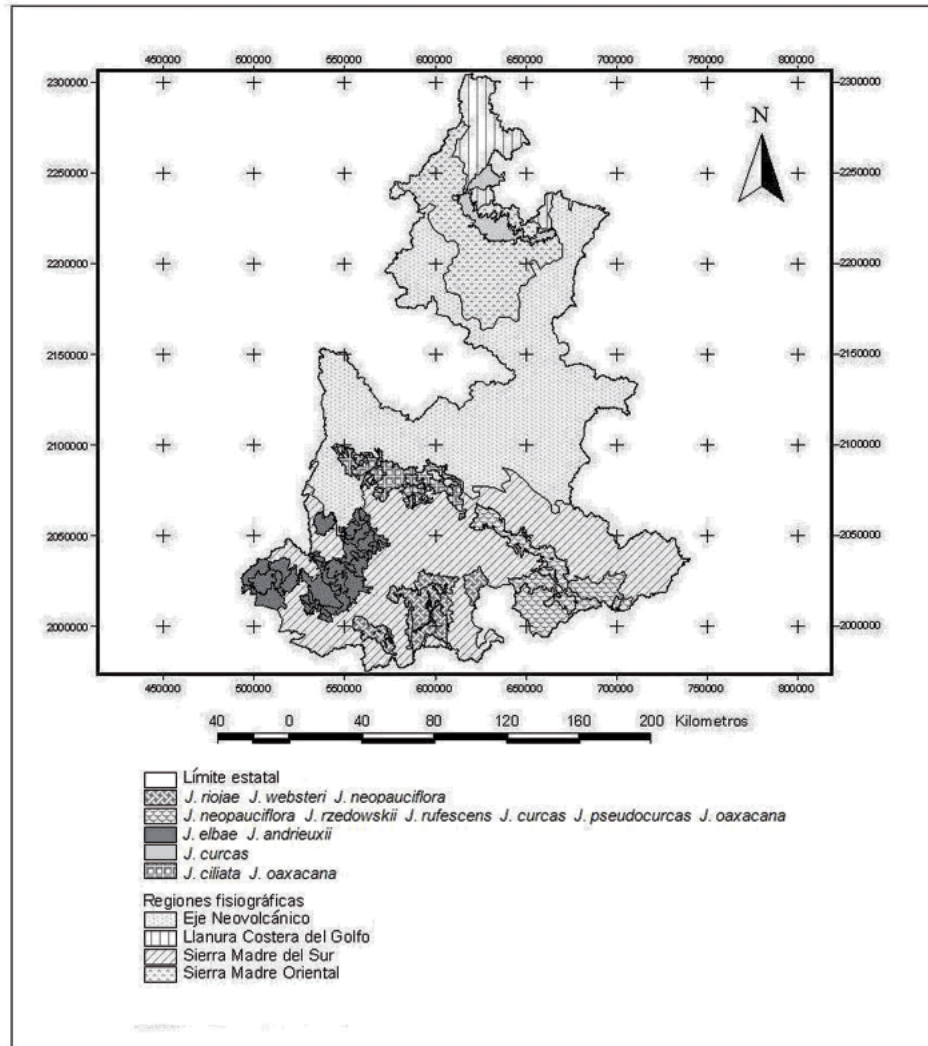 450000 500000 550000 600000 650000 700000 750000 800000
2300000 2300000
N
2250000 2250000
2200000 2200000
2150000 2150000
2100000 2100000
2050000 2050000
2000000 2000000
450000 500000 550000 600000 650000 700000 750000 800000
40 0 40 80 120 160 200 Kilometros
Límite estatal
J. riojae J. websteri J. neopauciflora
J. neopauciflora J. rzedowskii J. rufescens J. curcas J. pseudocurcas J. oaxacana
J. elbae J. andrieuxii
J. curcas
J. ciliata J. oaxacana
Regiones fisiográficas
Eje Neovolcánico
Llanura Costera del Golfo
Sierra Madre del Sur
Sierra Madre Oriental